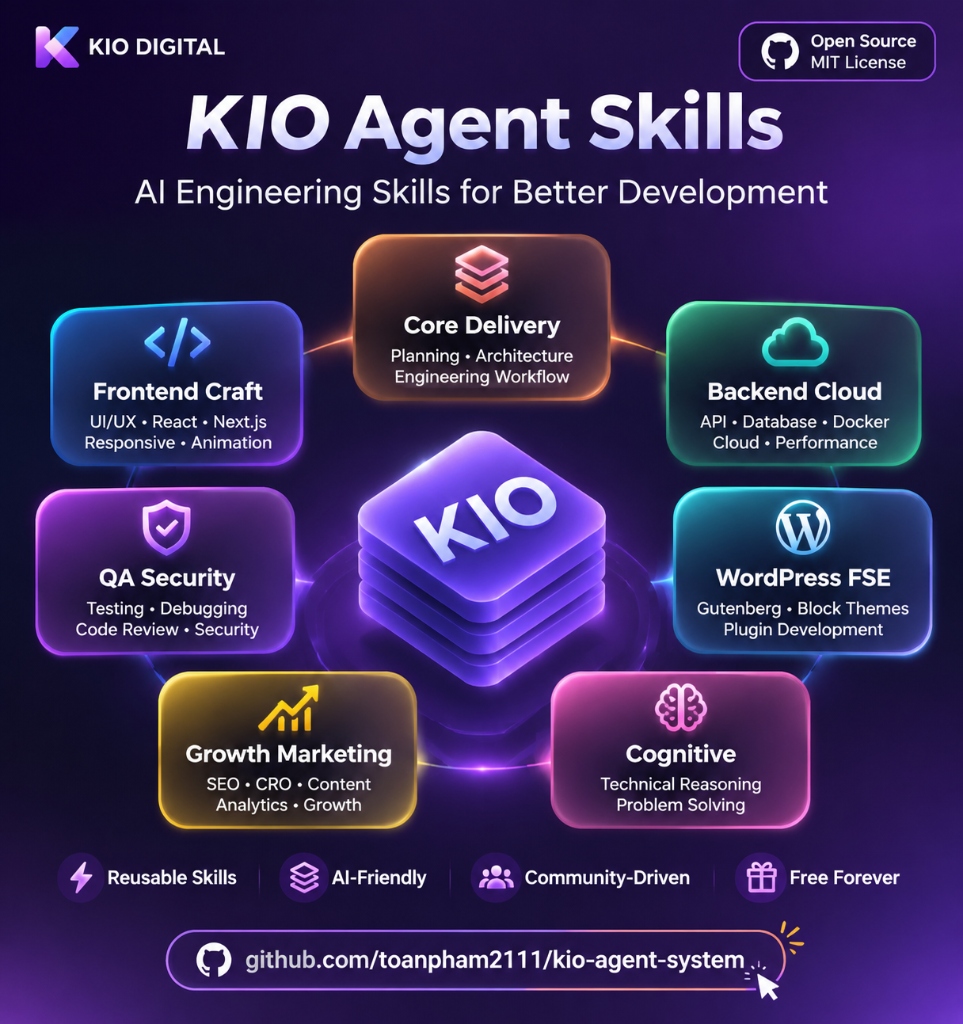 KIO DIGITAL
Open Source
MIT License
KIO Agent Skills
AI Engineering Skills for Better Development
Core Delivery
Planning • Architecture
Engineering Workflow
Frontend Craft
UI/UX • React • Next.js
Responsive • Animation
Backend Cloud
API • Database • Docker
Cloud • Performance
KIO
QA Security
Testing • Debugging
Code Review • Security
WordPress FSE
Gutenberg • Block Themes
Plugin Development
Growth Marketing
SEO • CRO • Content
Analytics • Growth
Cognitive
Technical Reasoning
Problem Solving
Reusable Skills
AI-Friendly
Community-Driven
Free Forever
github.com/toanpham2111/kio-agent-system